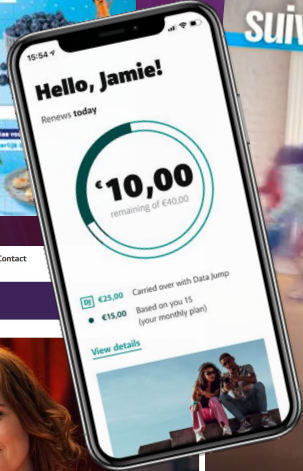 suiv
15:54
Hello, Jamie!
Renews today
€10,00
remaining of €40,00
Contact
DJ €25,00 Carried over with Data Jump
€15,00 Based on you 15
(your monthly plan)
View details